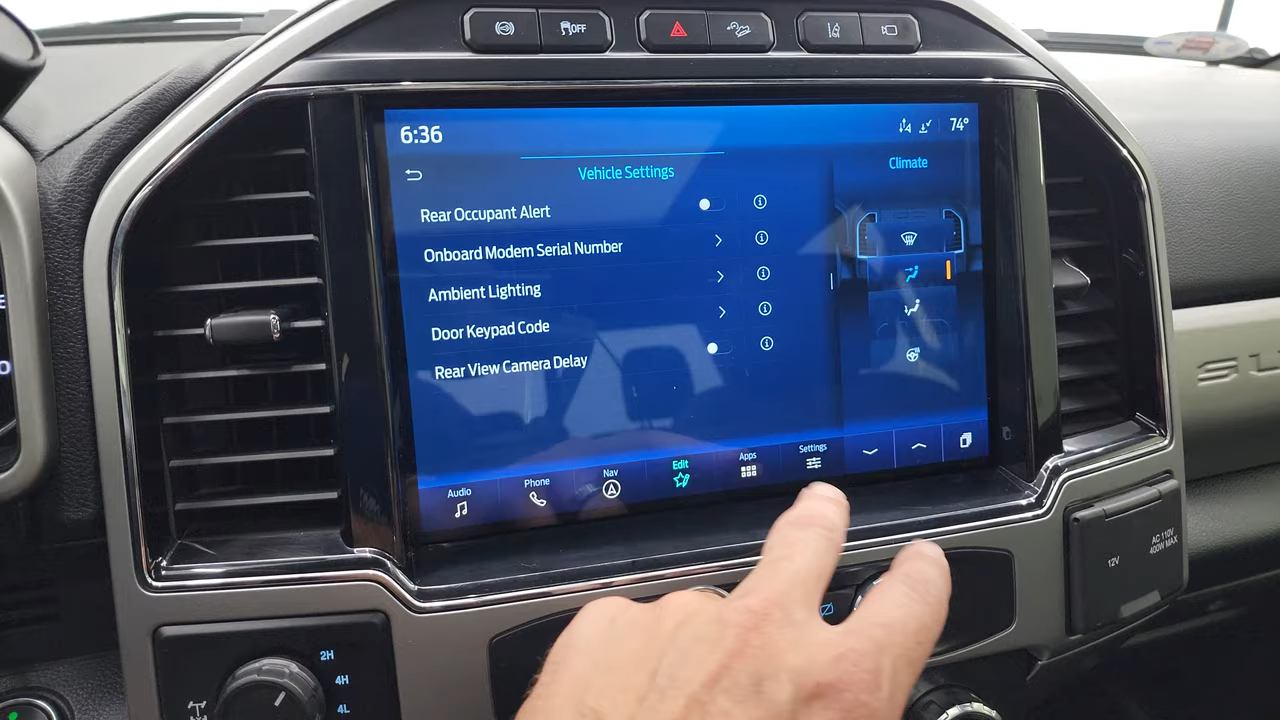 OFF
6:36
74°
Vehicle Settings
Climate
Rear Occupant Alert
Onboard Modem Serial Number
Ambient Lighting
Door Keypad Code
Rear View Camera Delay
Audio
Phone
Nav
Edit
Apps
Settings
12V
AC 110V
400W MAX
2H
4H
4L